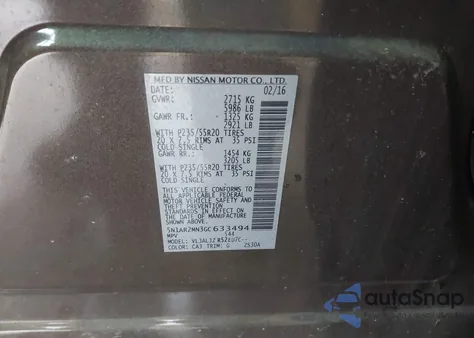 MFD BY NISSAN MOTOR CO., LTD.
DATE: 02/16
GVWR: 2715 KG
5986 LB
GAWR FR.: 1325 KG
2921 LB
WITH P235/55R20 TIRES
20 X 7.5 RIMS AT 35 PSI
COLD SINGLE
GAWR RR.: 1454 KG
3205 LB
WITH P235/55R20 TIRES
20 X 7.5 RIMS AT 35 PSI
COLD SINGLE
THIS VEHICLE CONFORMS TO
ALL APPLICABLE FEDERAL
MOTOR VEHICLE SAFETY AND
THEFT PREVENTION
STANDARDS IN EFFECT ON
THE DATE OF MANUFACTURE
SHOWN ABOVE.
5N1AR2MN3GC633494
MPV 544
MODEL:
COLOR: CA3 TRIM: G 2530A
autoSnap